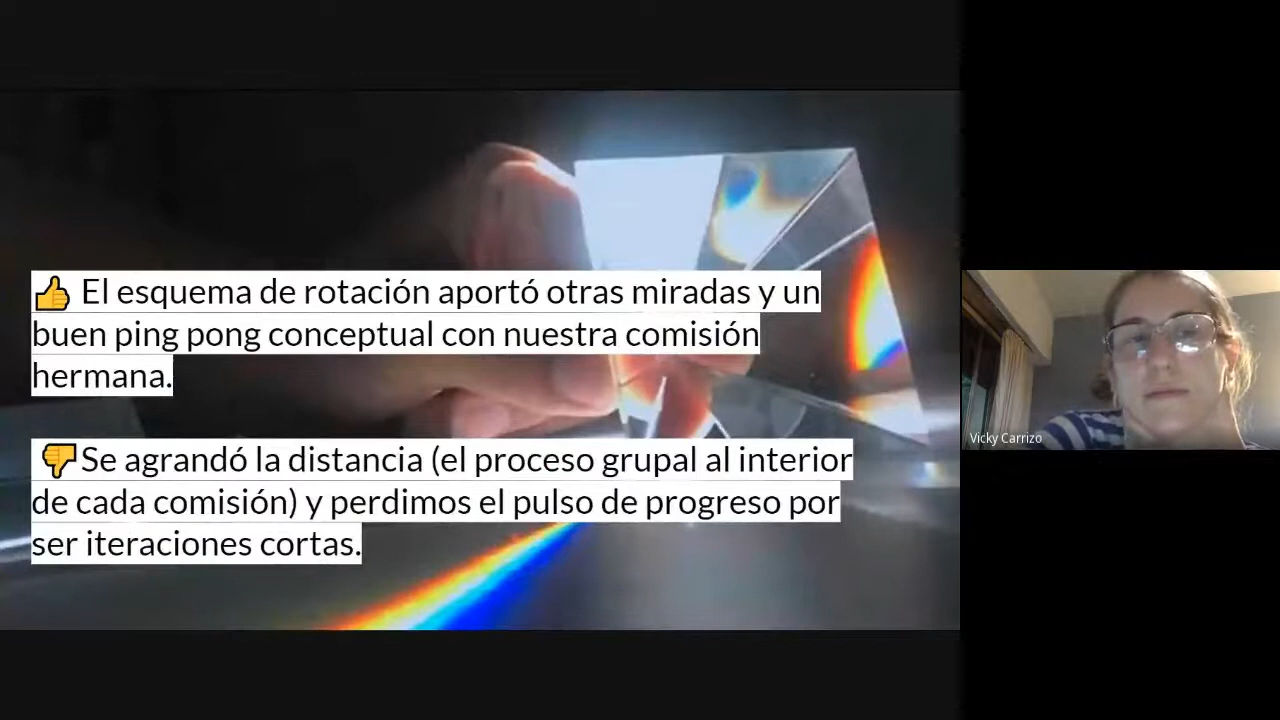 👍 El esquema de rotación aportó otras miradas y un
buen ping pong conceptual con nuestra comisión
hermana.
👎Se agrandó la distancia (el proceso grupal al interior
de cada comisión) y perdimos el pulso de progreso por
ser iteraciones cortas.
Vicky Carrizo